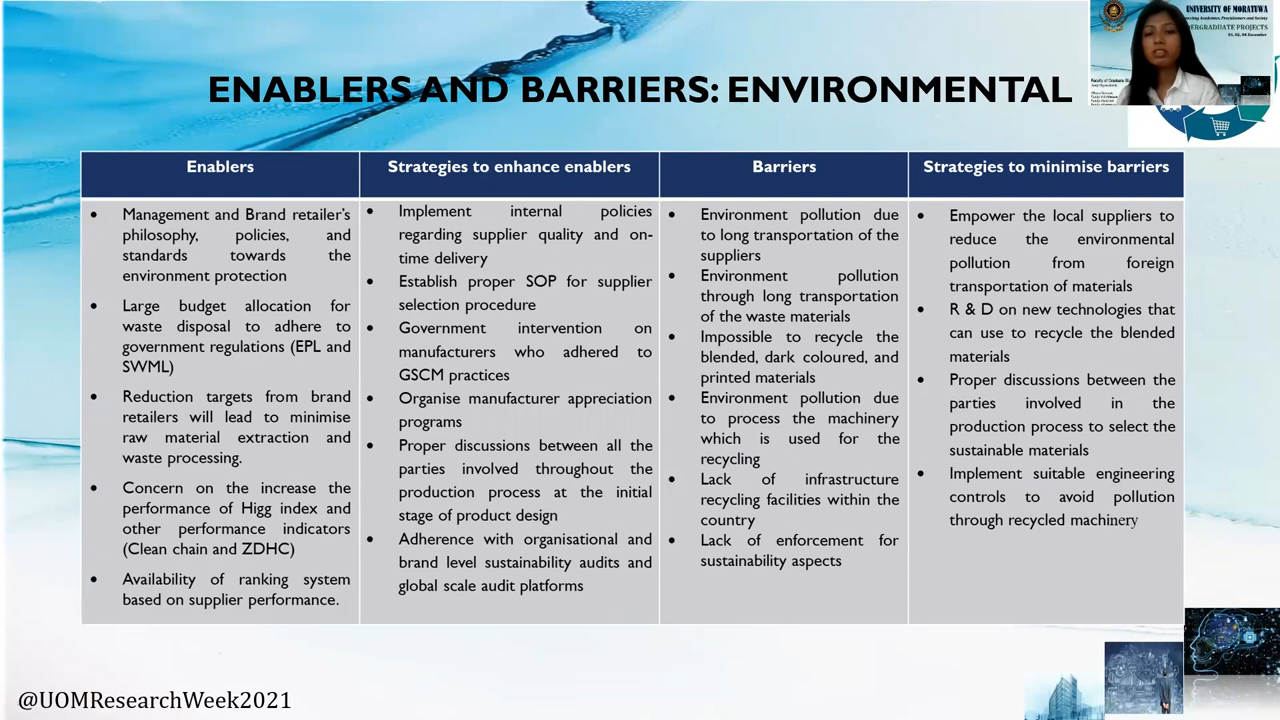 UNIVERSITY OF MORATUWA
ENABLERS AND BARRIERS: ENVIRONMENTAL
Enablers
Management and Brand retailer's
philosophy, policies, and
standards towards the
environment protection
Large budget allocation for
waste disposal to adhere to
government regulations (EPL and
SWML)
Reduction targets from brand
retailers will lead to minimise
raw material extraction and
waste processing.
Concern on the increase the
performance of Higg index and
other performance indicators
(Clean chain and ZDHC)
Availability of ranking system
based on supplier performance.
Strategies to enhance enablers
Implement internal policies
regarding supplier quality and on-
time delivery
Establish proper SOP for supplier
selection procedure
Government intervention on
manufacturers who adhered to
GSCM practices
Organise manufacturer appreciation
programs
Proper discussions between all the
parties involved throughout the
production process at the initial
stage of product design
Adherence with organisational and
brand level sustainability audits and
global scale audit platforms
Barriers
Environment pollution due
to long transportation of the
suppliers
Environment pollution
through long transportation
of the waste materials
Impossible to recycle the
blended, dark coloured, and
printed materials
Environment pollution due
to process the machinery
which is used for the
recycling
Lack of infrastructure
recycling facilities within the
country
Lack of enforcement for
sustainability aspects
Strategies to minimise barriers
Empower the local suppliers to
reduce the environmental
pollution from foreign
transportation of materials
R & D on new technologies that
can use to recycle the blended
materials
Proper discussions between the
parties involved in the
production process to select the
sustainable materials
Implement suitable engineering
controls to avoid pollution
through recycled machinery
@UOMResearchWeek2021